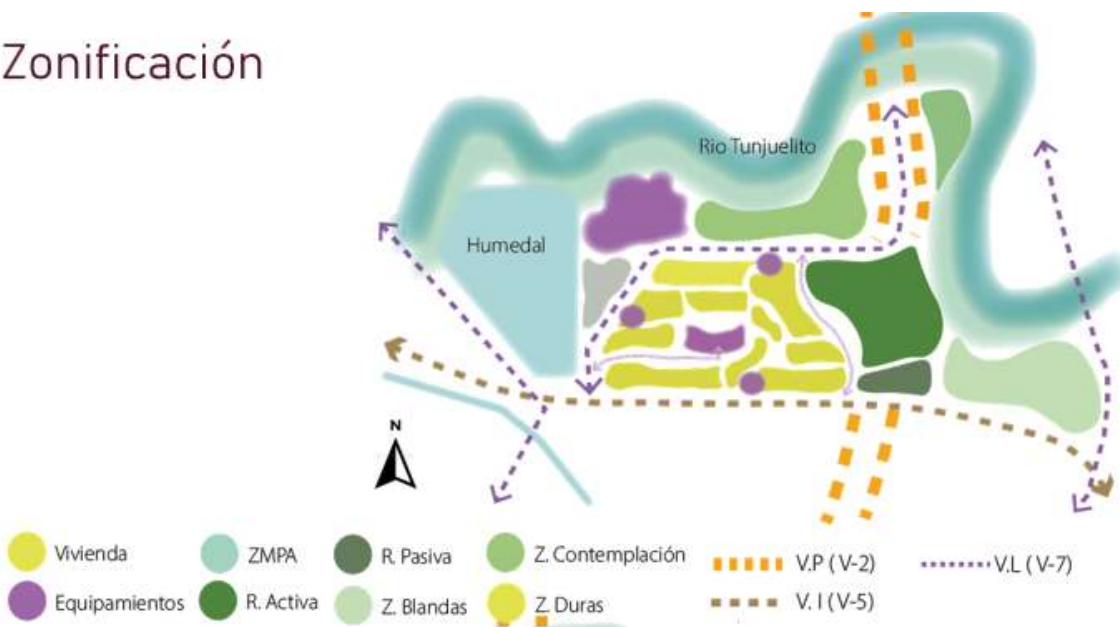 Zonificación
Rio Tunjuelito
Humedal
N
Vivienda
ZMPA
R. Pasiva
Z. Contemplación
V.P ( V-2)
V.L ( V-7)
Equipamientos
R. Activa
Z. Blandas
Z. Duras
V. I (V-5)